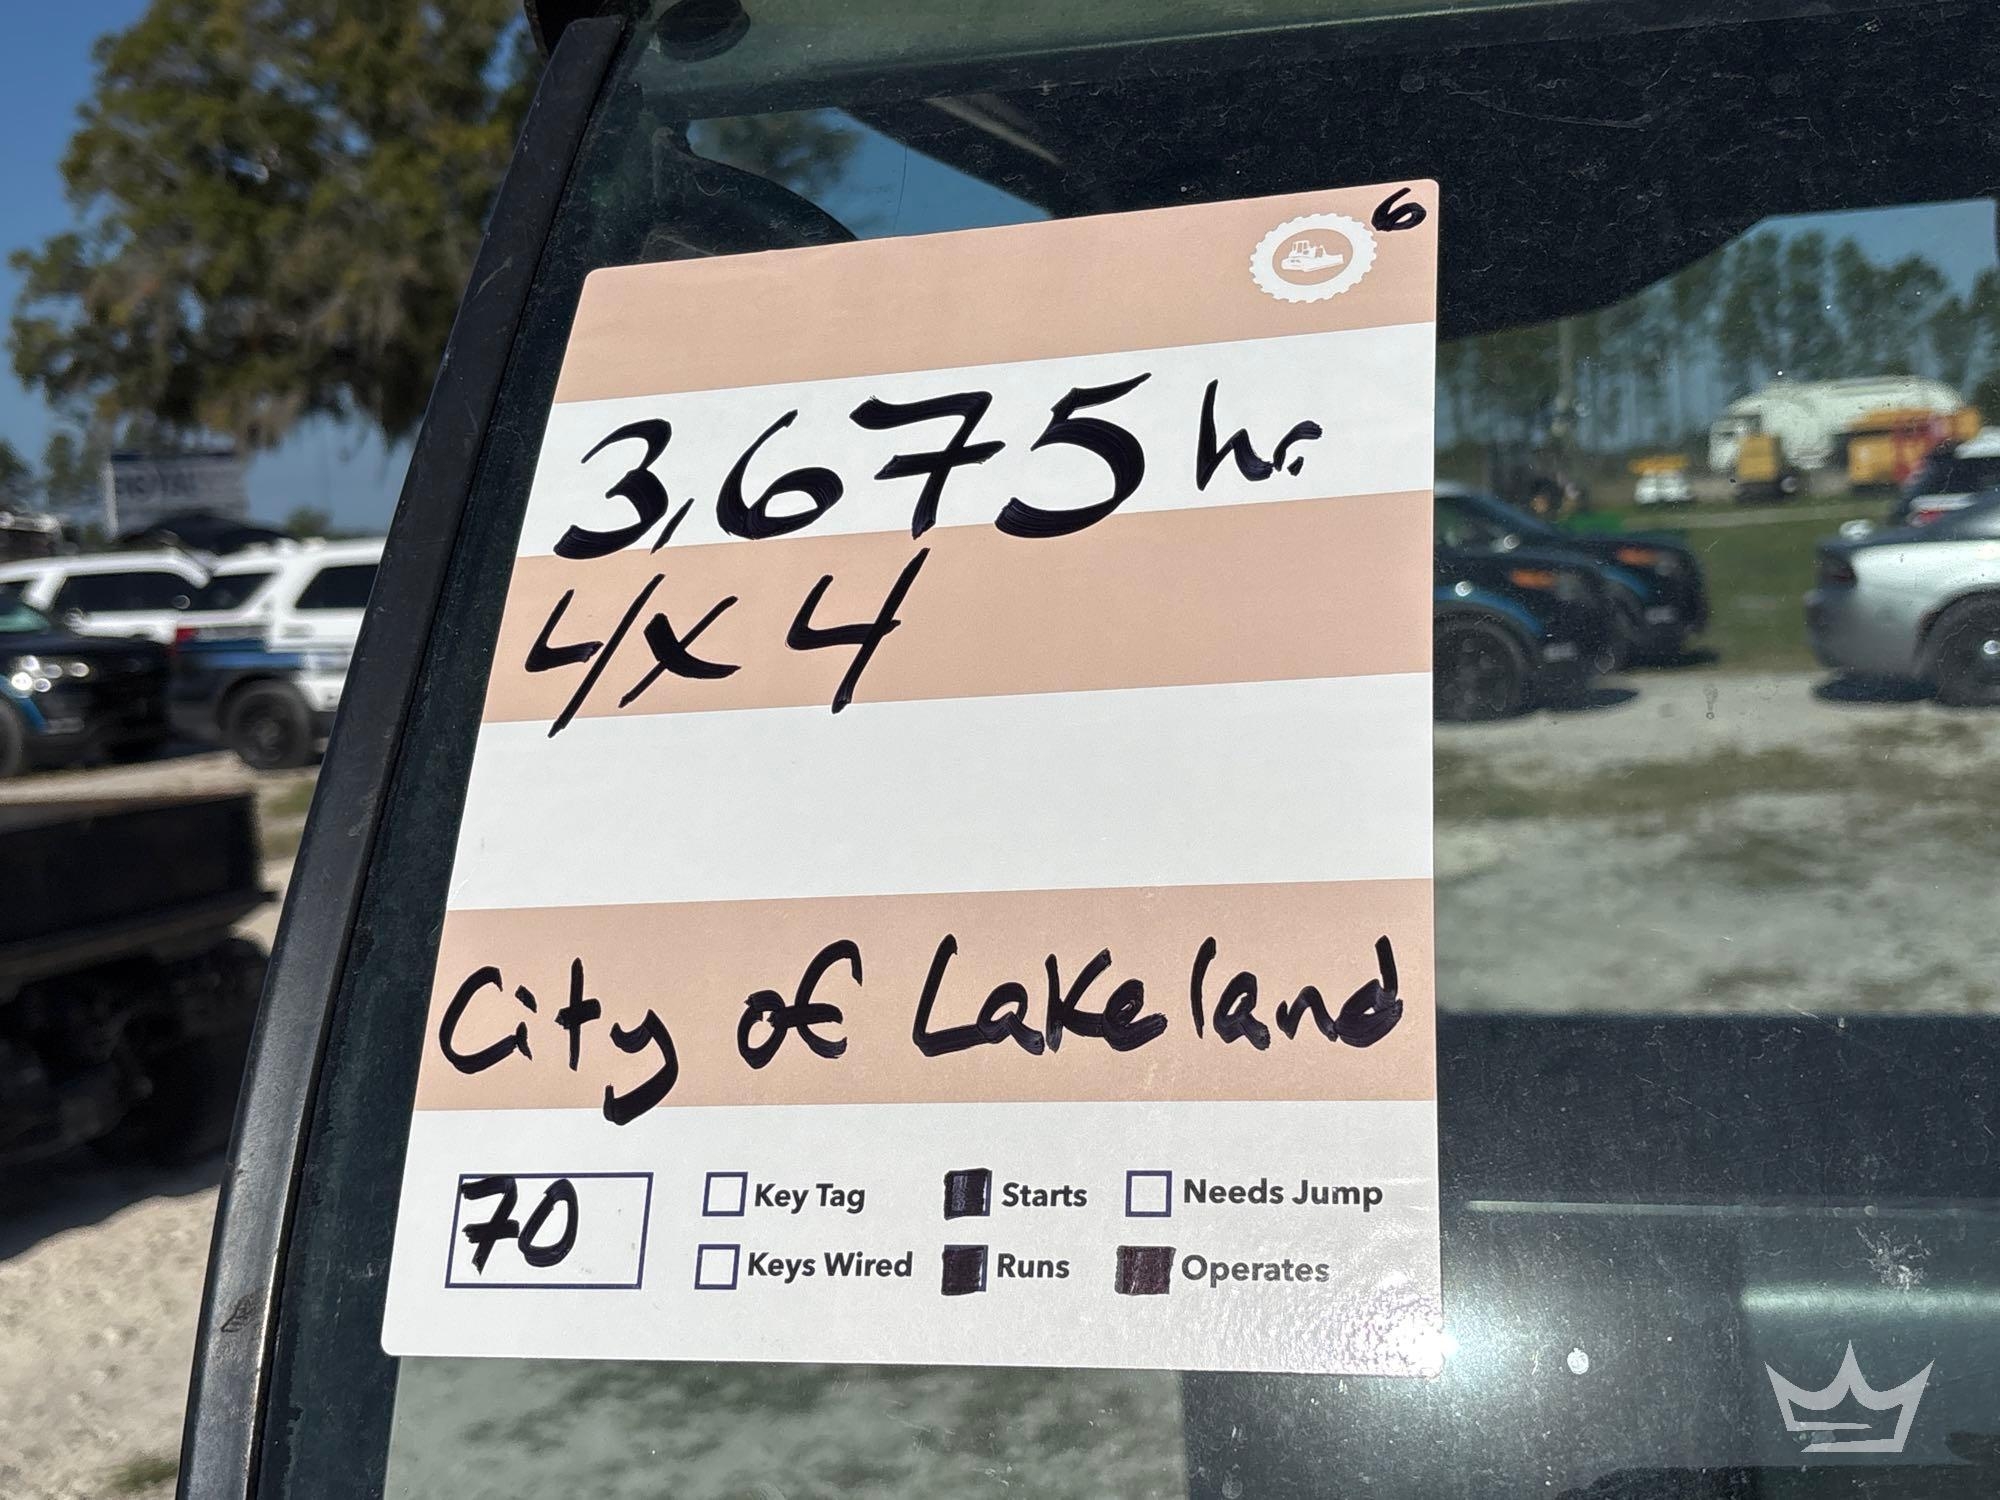 6
3,675 hr.
4x4
City of Lakeland
70
Key Tag Starts Needs Jump
Keys Wired Runs Operates